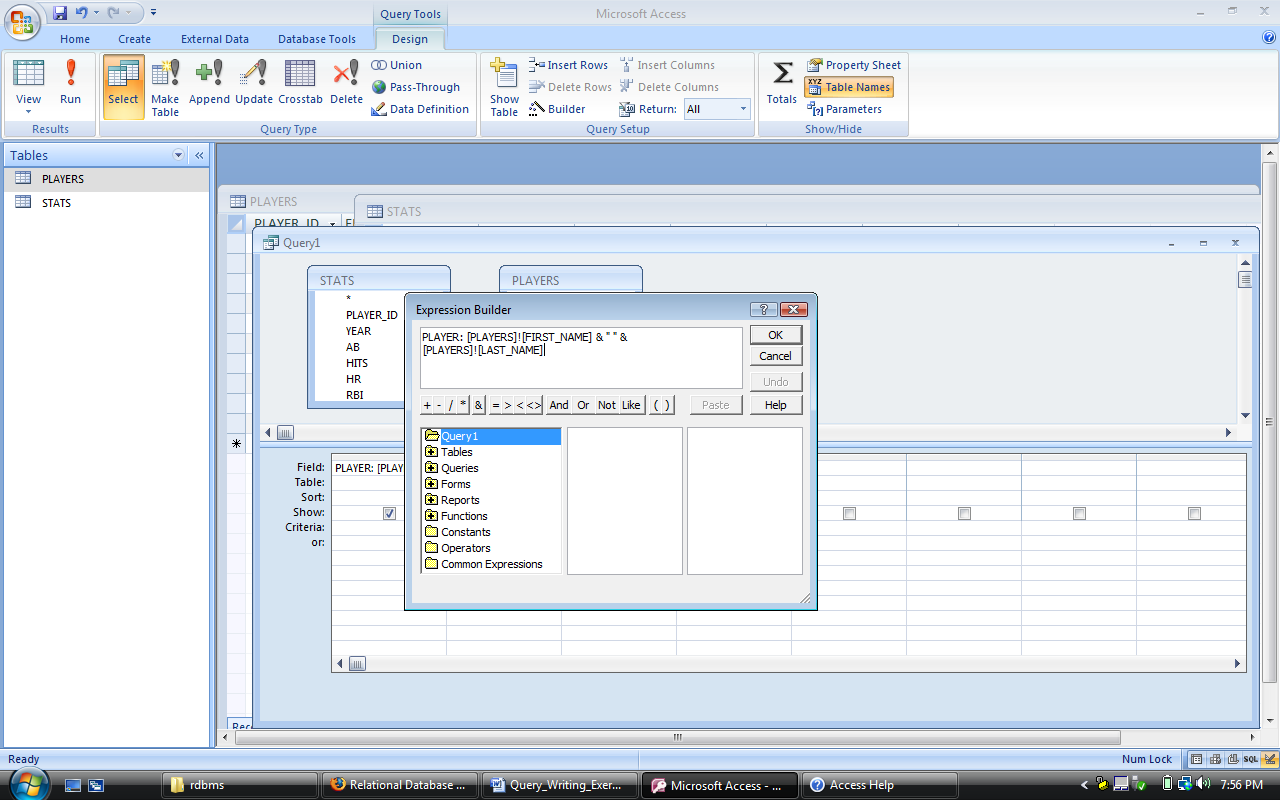 Query Tools
Microsoft Access
Home
Create
External Data
Database Tools
Design
View
Run
Results
Select
Make Table
Append
Update
Crosstab
Delete
Union
Pass-Through
Data Definition
Query Type
Show Table
Insert Rows
Delete Rows
Builder
Insert Columns
Delete Columns
Return: All
Query Setup
Totals
Property Sheet
XYZ Table Names
Parameters
Show/Hide
Tables
PLAYERS
STATS
PLAYERS
STATS
PLAYER_ID
Query1
STATS
*
PLAYER_ID
YEAR
AB
HITS
HR
RBI
PLAYERS
Expression Builder
PLAYER: [PLAYERS]![FIRST_NAME] & " " &
[PLAYERS]![LAST_NAME]
OK
Cancel
Undo
Help
+ - / * & = > < <> And Or Not Like ( ) Paste
Query1
Tables
Queries
Forms
Reports
Functions
Constants
Operators
Common Expressions
Field: PLAYER: [PLAY
Table:
Sort:
Show:
Criteria:
or:
Rec
Ready
Num Lock
SQL
rdbms
Relational Database ...
Query_Writing_Exer...
Microsoft Access - ...
Access Help
7:56 PM